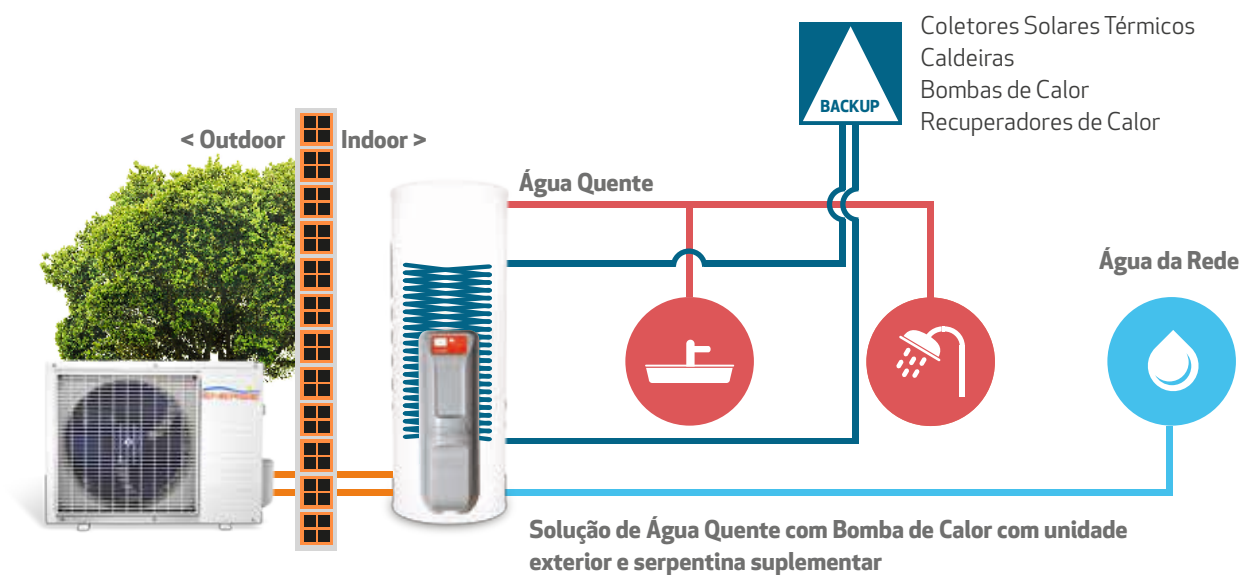 Coletores Solares Térmicos
Caldeiras
Bombas de Calor
Recuperadores de Calor
BACKUP
< Outdoor
Indoor >
Água Quente
Água da Rede
ENERGIE
Solução de Água Quente com Bomba de Calor com unidade
exterior e serpentina suplementar